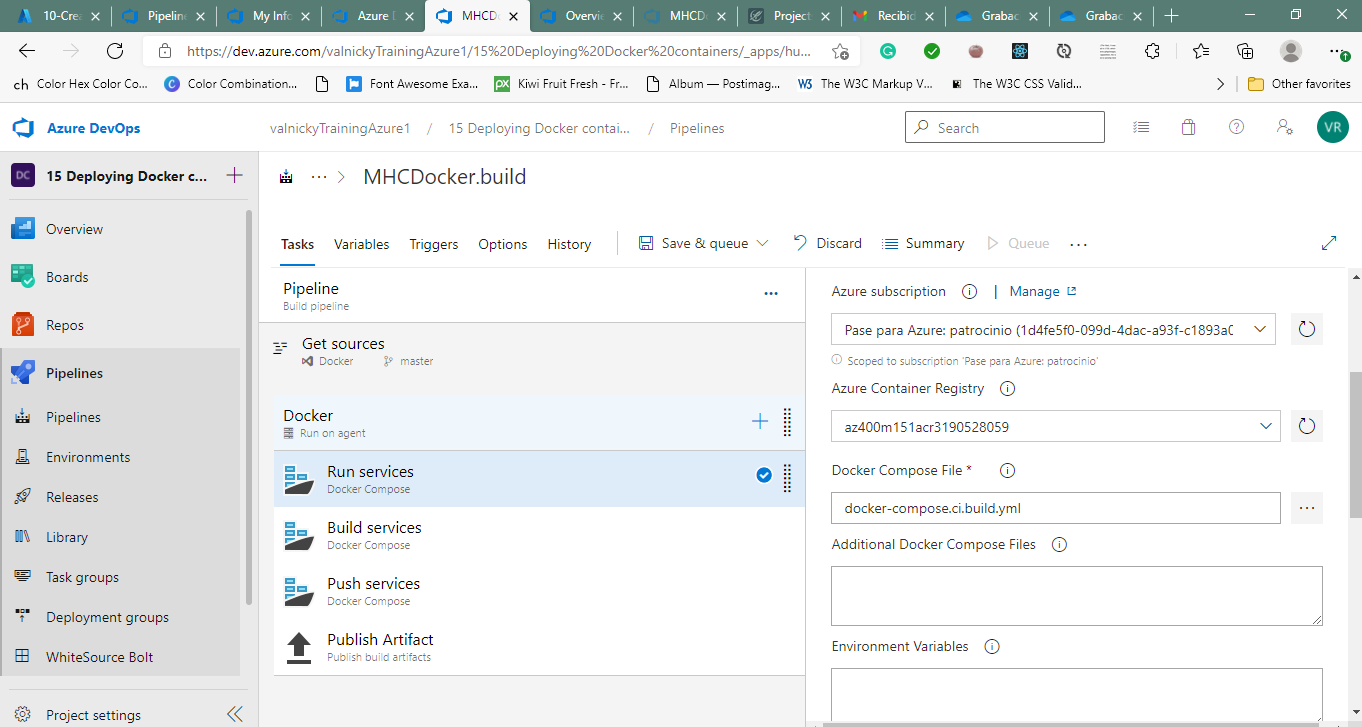 10-Crea
Pipelin
My Info
Azure D
MHCD
Overvie
MHCD
Project
Recibid
Grabac
Grabac
https://dev.azure.com/valnickyTrainingAzure1/15%20Deploying%20Docker%20containers/_apps/hu...
ch Color Hex Color Co...
Color Combination...
Font Awesome Exa...
px Kiwi Fruit Fresh - Fr...
Album — Postimag...
W3 The W3C Markup V...
The W3C CSS Valid...
Other favorites
Azure DevOps
valnickyTrainingAzure1 / 15 Deploying Docker contai... / Pipelines
Search
VR
DC 15 Deploying Docker c...
Overview
Boards
Repos
Pipelines
Pipelines
Environments
Releases
Library
Task groups
Deployment groups
WhiteSource Bolt
Project settings
MHCDocker.build
Tasks Variables Triggers Options History
Save & queue Discard Summary Queue
Pipeline
Build pipeline
Get sources
Docker master
Docker
Run on agent
Run services
Docker Compose
Build services
Docker Compose
Push services
Docker Compose
Publish Artifact
Publish build artifacts
Azure subscription | Manage
Pase para Azure: patrocinio (1d4fe5f0-099d-4dac-a93f-c1893a0
Scoped to subscription 'Pase para Azure: patrocinio'
Azure Container Registry
az400m151acr3190528059
Docker Compose File *
docker-compose.ci.build.yml
Additional Docker Compose Files
Environment Variables